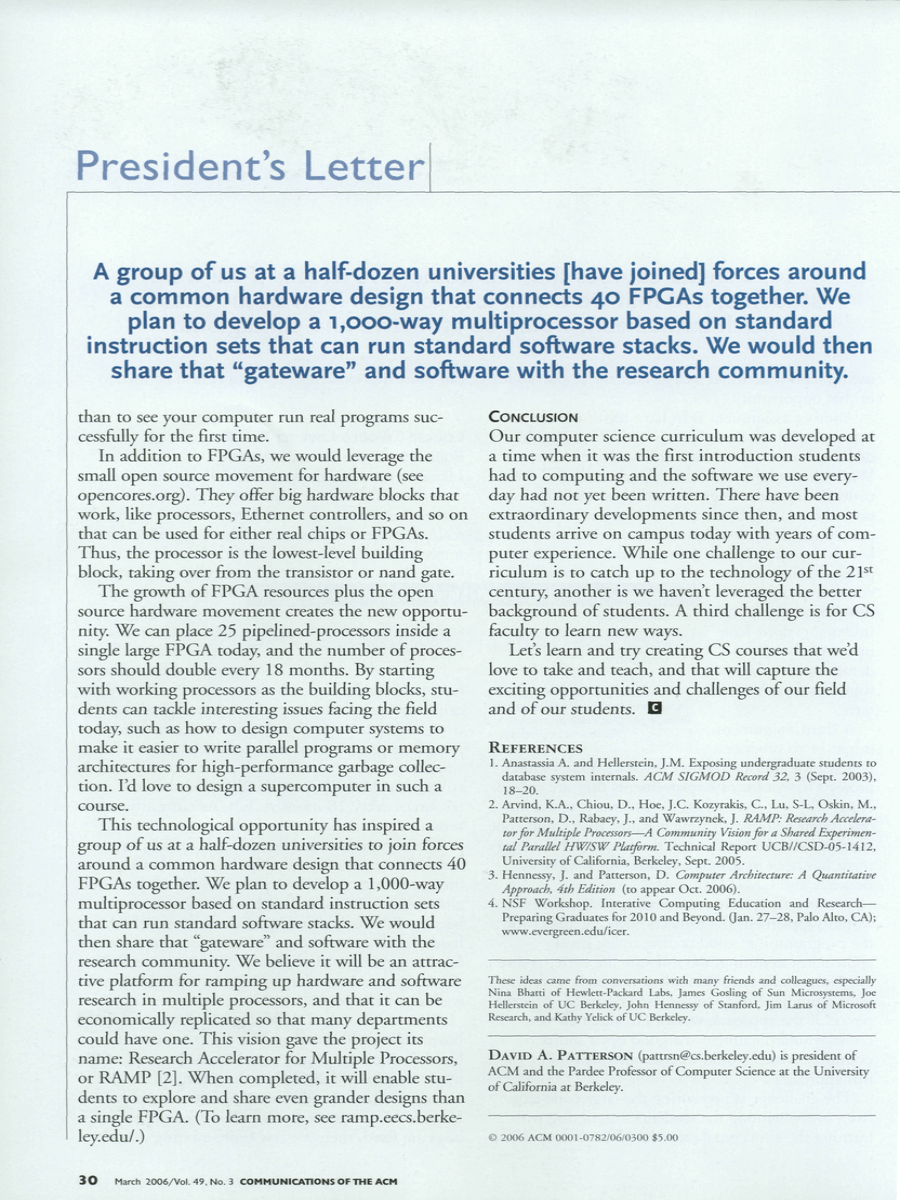 President's Letter
A group of us at a half-dozen universities [have joined] forces around
a common hardware design that connects 40 FPGAs together. We
plan to develop a 1,000-way multiprocessor based on standard
instruction sets that can run standard software stacks. We would then
share that “gateware” and software with the research community.
than to see your computer run real programs suc-
cessfully for the first time.
In addition to FPGAs, we would leverage the
small open source movement for hardware (see
opencores.org). They offer big hardware blocks that
work, like processors, Ethernet controllers, and so on
that can be used for either real chips or FPGAs.
Thus, the processor is the lowest-level building
block, taking over from the transistor or nand gate.
The growth of FPGA resources plus the open
source hardware movement creates the new opportu-
nity. We can place 25 pipelined-processors inside a
single large FPGA today, and the number of proces-
sors should double every 18 months. By starting
with working processors as the building blocks, stu-
dents can tackle interesting issues facing the field
today, such as how to design computer systems to
make it easier to write parallel programs or memory
architectures for high-performance garbage collec-
tion. I'd love to design a supercomputer in such a
course.
This technological opportunity has inspired a
group of us at a half-dozen universities to join forces
around a common hardware design that connects 40
FPGAs together. We plan to develop a 1,000-way
multiprocessor based on standard instruction sets
that can run standard software stacks. We would
then share that “gateware” and software with the
research community. We believe it will be an attrac-
tive platform for ramping up hardware and software
research in multiple processors, and that it can be
economically replicated so that many departments
could have one. This vision gave the project its
name: Research Accelerator for Multiple Processors,
or RAMP [2]. When completed, it will enable stu-
dents to explore and share even grander designs than
a single FPGA. (To learn more, see ramp.eecs.berke-
ley.edu/.)
CONCLUSION
Our computer science curriculum was developed at
a time when it was the first introduction students
had to computing and the software we use every-
day had not yet been written. There have been
extraordinary developments since then, and most
students arrive on campus today with years of com-
puter experience. While one challenge to our cur-
riculum is to catch up to the technology of the 21st
century, another is we haven't leveraged the better
background of students. A third challenge is for CS
faculty to learn new ways.
Let's learn and try creating CS courses that we'd
love to take and teach, and that will capture the
exciting opportunities and challenges of our field
and of our students. C
REFERENCES
1. Anastassia A. and Hellerstein, J.M. Exposing undergraduate students to
database system internals. ACM SIGMOD Record 32, 3 (Sept. 2003),
18–20.
2. Arvind, K.A., Chiou, D., Hoe, J.C. Kozyrakis, C., Lu, S-L, Oskin, M.,
Patterson, D., Rabaey, J., and Wawrzynek, J. RAMP: Research Accelera-
tor for Multiple Processors—A Community Vision for a Shared Experimen-
tal Parallel HW/SW Platform. Technical Report UCB//CSD-05-1412,
University of California, Berkeley, Sept. 2005.
3. Hennessy, J. and Patterson, D. Computer Architecture: A Quantitative
Approach, 4th Edition (to appear Oct. 2006).
4. NSF Workshop. Interative Computing Education and Research—
Preparing Graduates for 2010 and Beyond. (Jan. 27–28, Palo Alto, CA);
www.evergreen.edu/icer.
These ideas came from conversations with many friends and colleagues, especially
Nina Bhatti of Hewlett-Packard Labs, James Gosling of Sun Microsystems, Joe
Hellerstein of UC Berkeley, John Hennessy of Stanford, Jim Larus of Microsoft
Research, and Kathy Yelick of UC Berkeley.
DAVID A. PATTERSON (pattrsn@cs.berkeley.edu) is president of
ACM and the Pardee Professor of Computer Science at the University
of California at Berkeley.
© 2006 ACM 0001-0782/06/0300 $5.00
30 March 2006/Vol. 49, No. 3 COMMUNICATIONS OF THE ACM